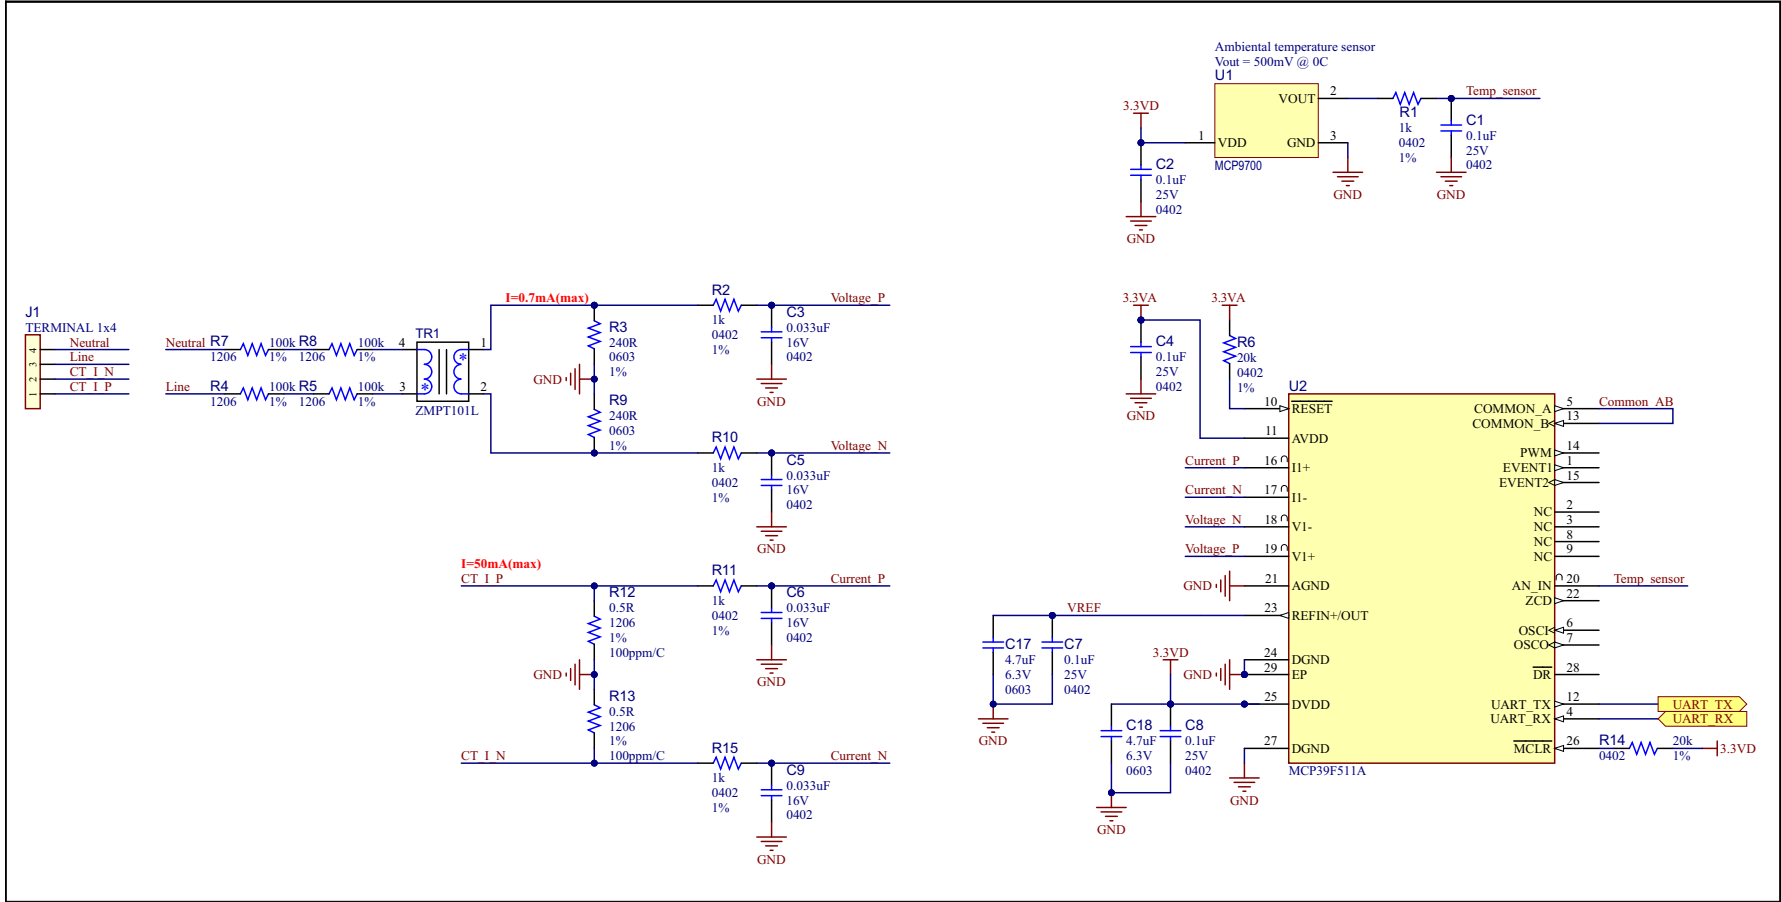 Ambiental temperature sensor
Vout = 500mV @ 0C
U1
VOUT
2
VDD
1
GND
3
MCP9700
3.3VD
C2
0.1uF
25V
0402
GND
GND
R1
1k
0402
1%
Temp_sensor
C1
0.1uF
25V
0402
GND
J1
TERMINAL 1x4
4
Neutral
3
Line
2
CT_I_N
1
CT_I_P
Neutral
R7
100k
1206
1%
R8
100k
1206
1%
Line
R4
100k
1206
1%
R5
100k
1206
1%
TR1
4
1
3
2
*
*
ZMPT101L
I=0.7mA(max)
R3
240R
0603
1%
GND
R9
240R
0603
1%
R2
1k
0402
1%
Voltage_P
C3
0.033uF
16V
0402
GND
R10
1k
0402
1%
Voltage_N
C5
0.033uF
16V
0402
GND
I=50mA(max)
CT_I_P
R12
0.5R
1206
1%
100ppm/C
GND
R13
0.5R
1206
1%
100ppm/C
CT_I_N
R11
1k
0402
1%
Current_P
C6
0.033uF
16V
0402
GND
R15
1k
0402
1%
Current_N
C9
0.033uF
16V
0402
GND
3.3VA
C4
0.1uF
25V
0402
GND
3.3VA
R6
20k
0402
1%
U2
10
RESET
11
AVDD
Current_P
16
I1+
Current_N
17
I1-
Voltage_N
18
V1-
Voltage_P
19
V1+
GND
21
AGND
VREF
23
REFIN+/OUT
C17
4.7uF
6.3V
0603
C7
0.1uF
25V
0402
GND
GND
24
DGND
29
EP
3.3VD
25
DVDD
C18
4.7uF
6.3V
0603
C8
0.1uF
25V
0402
GND
27
DGND
GND
MCP39F511A
COMMON_A
5
Common_AB
COMMON_B
13
PWM
14
EVENT1
1
EVENT2
15
NC
2
NC
3
NC
8
NC
9
AN_IN
20
Temp_sensor
ZCD
22
OSCI
6
OSCO
7
DR
28
UART_TX
12
UART_TX
UART_RX
4
UART_RX
MCLR
26
R14
0402
20k
1%
3.3VD